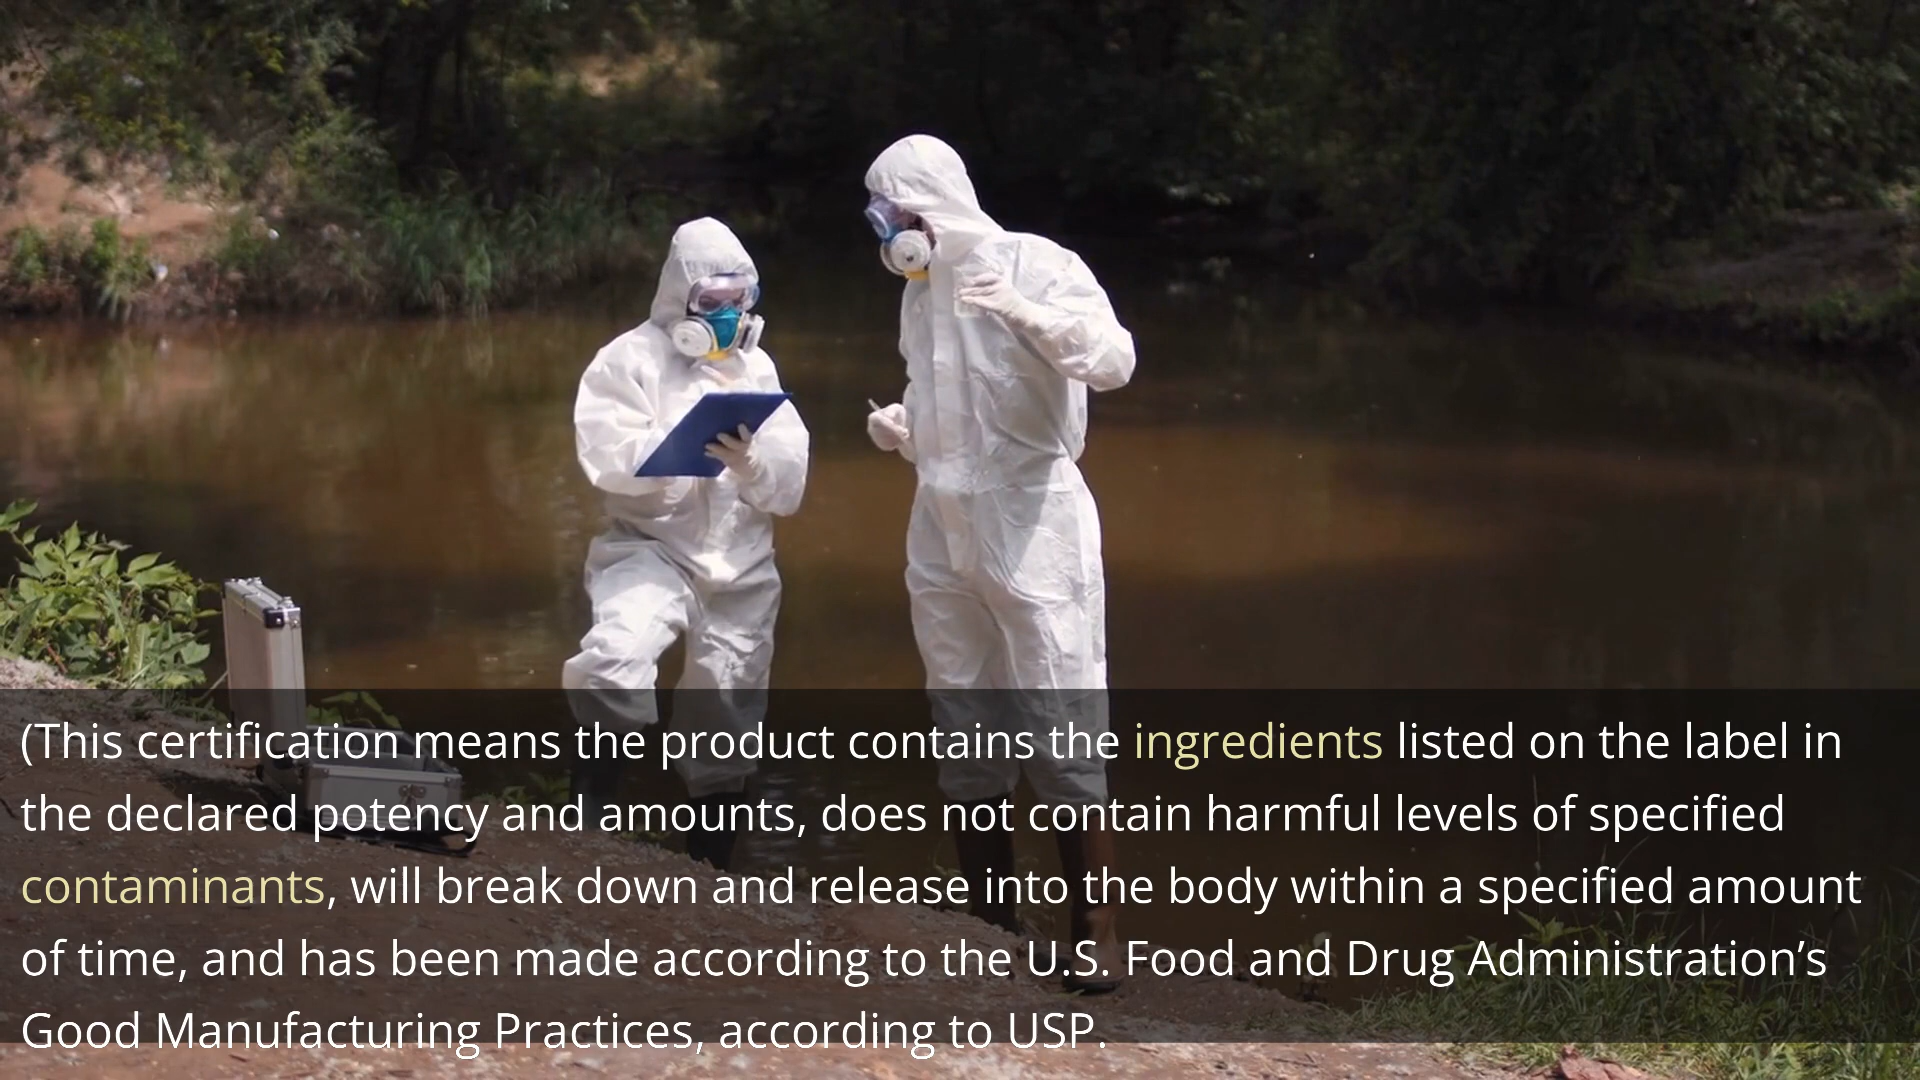 (This certification means the product contains the ingredients listed on the label in
the declared potency and amounts, does not contain harmful levels of specified
contaminants, will break down and release into the body within a specified amount
of time, and has been made according to the U.S. Food and Drug Administration’s
Good Manufacturing Practices, according to USP.